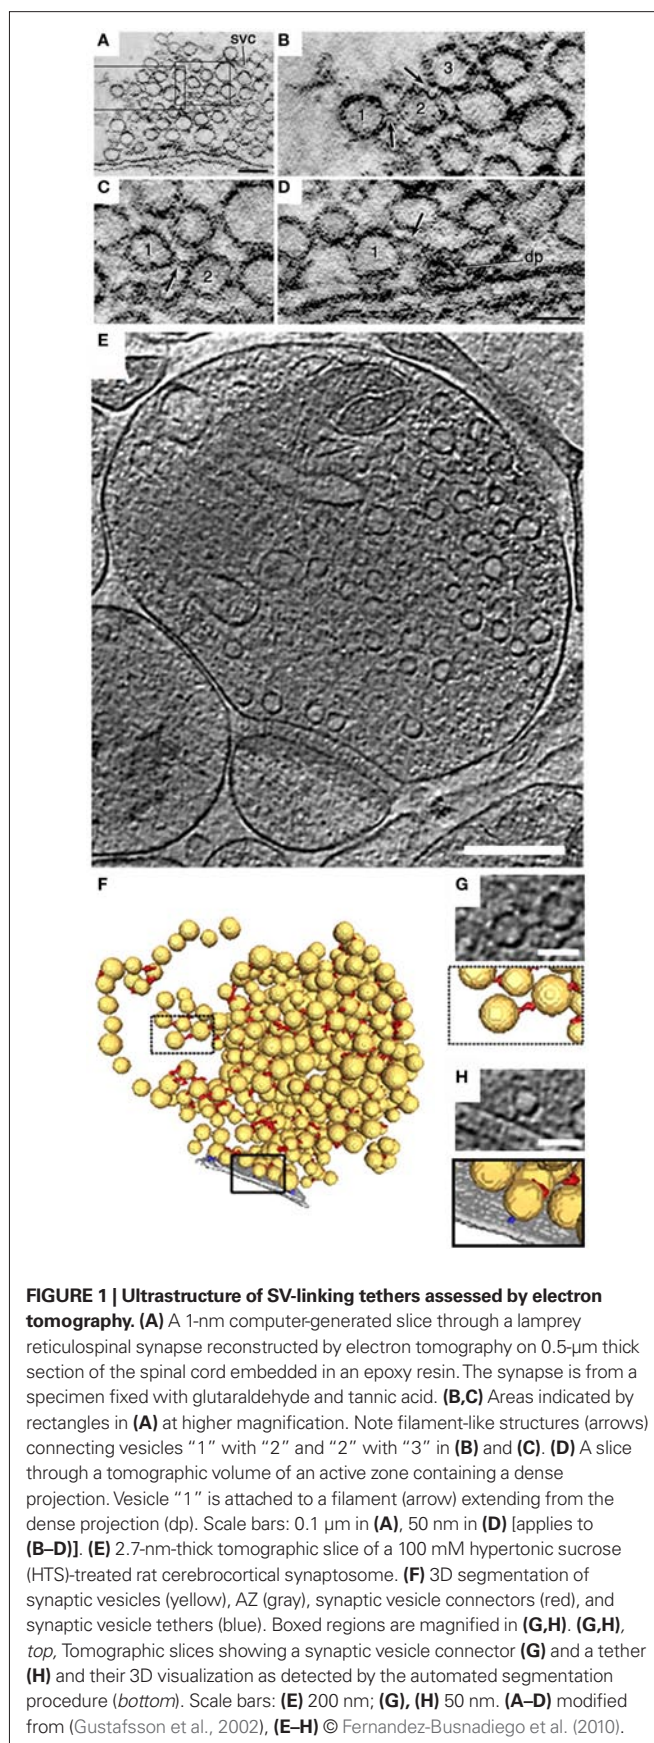 A
SVC
B
3
1
2
C
1
2
D
1
dp
E
F
G
H
FIGURE 1 | Ultrastructure of SV-linking tethers assessed by electron
tomography. (A) A 1-nm computer-generated slice through a lamprey
reticulospinal synapse reconstructed by electron tomography on 0.5-μm thick
section of the spinal cord embedded in an epoxy resin. The synapse is from a
specimen fixed with glutaraldehyde and tannic acid. (B,C) Areas indicated by
rectangles in (A) at higher magnification. Note filament-like structures (arrows)
connecting vesicles “1” with “2” and “2” with “3” in (B) and (C). (D) A slice
through a tomographic volume of an active zone containing a dense
projection. Vesicle “1” is attached to a filament (arrow) extending from the
dense projection (dp). Scale bars: 0.1 μm in (A), 50 nm in (D) [applies to
(B–D)]. (E) 2.7-nm-thick tomographic slice of a 100 mM hypertonic sucrose
(HTS)-treated rat cerebrocortical synaptosome. (F) 3D segmentation of
synaptic vesicles (yellow), AZ (gray), synaptic vesicle connectors (red), and
synaptic vesicle tethers (blue). Boxed regions are magnified in (G,H). (G,H),
top, Tomographic slices showing a synaptic vesicle connector (G) and a tether
(H) and their 3D visualization as detected by the automated segmentation
procedure (bottom). Scale bars: (E) 200 nm; (G), (H) 50 nm. (A–D) modified
from (Gustafsson et al., 2002), (E–H) © Fernandez-Busnadiego et al. (2010).